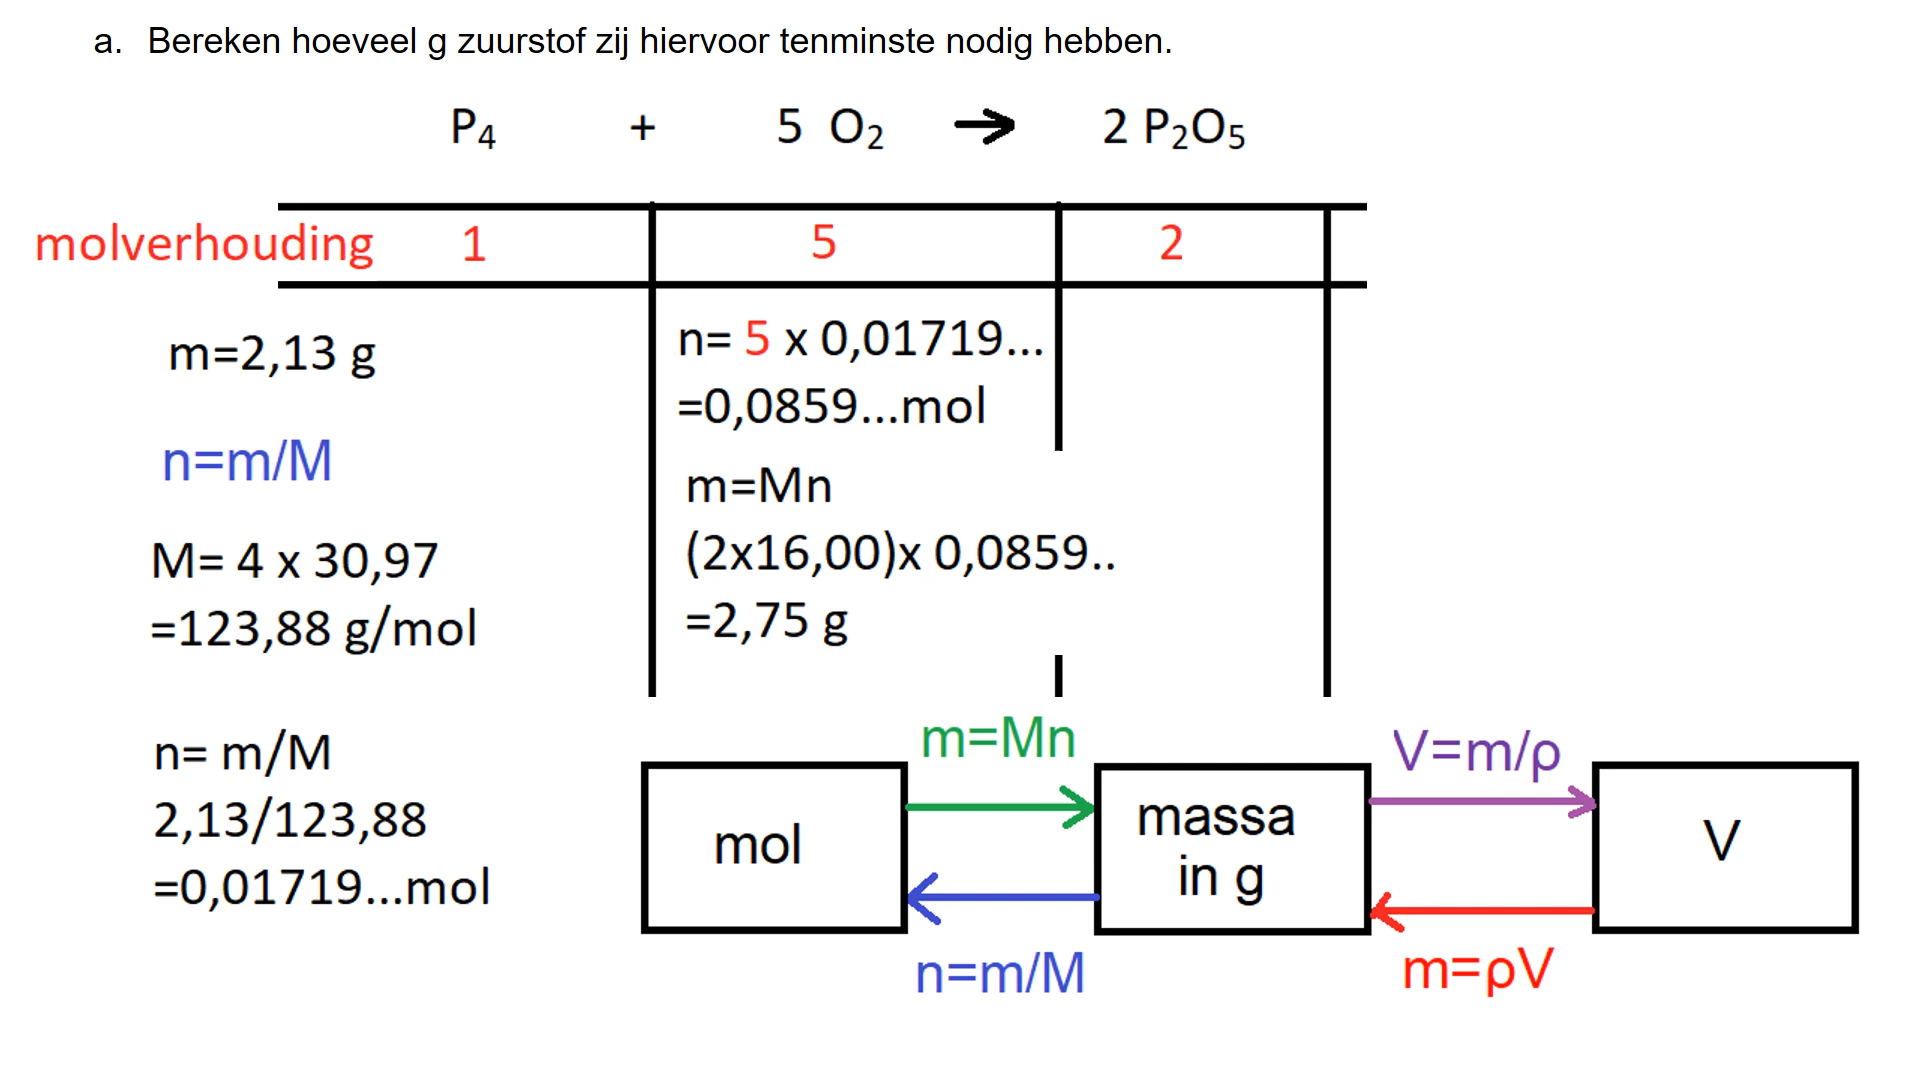 a. Bereken hoeveel g zuurstof zij hiervoor tenminste nodig hebben.
P₄ + 5 O₂ → 2 P₂O₅
molverhouding 1 5 2
m=2,13 g
n=m/M
M= 4 x 30,97
=123,88 g/mol
n= m/M
2,13/123,88
=0,01719...mol
n= 5 x 0,01719...
=0,0859...mol
m=Mn
(2x16,00)x 0,0859..
=2,75 g
m=Mn
V=m/ρ
mol
massa
in g
V
n=m/M
m=ρV